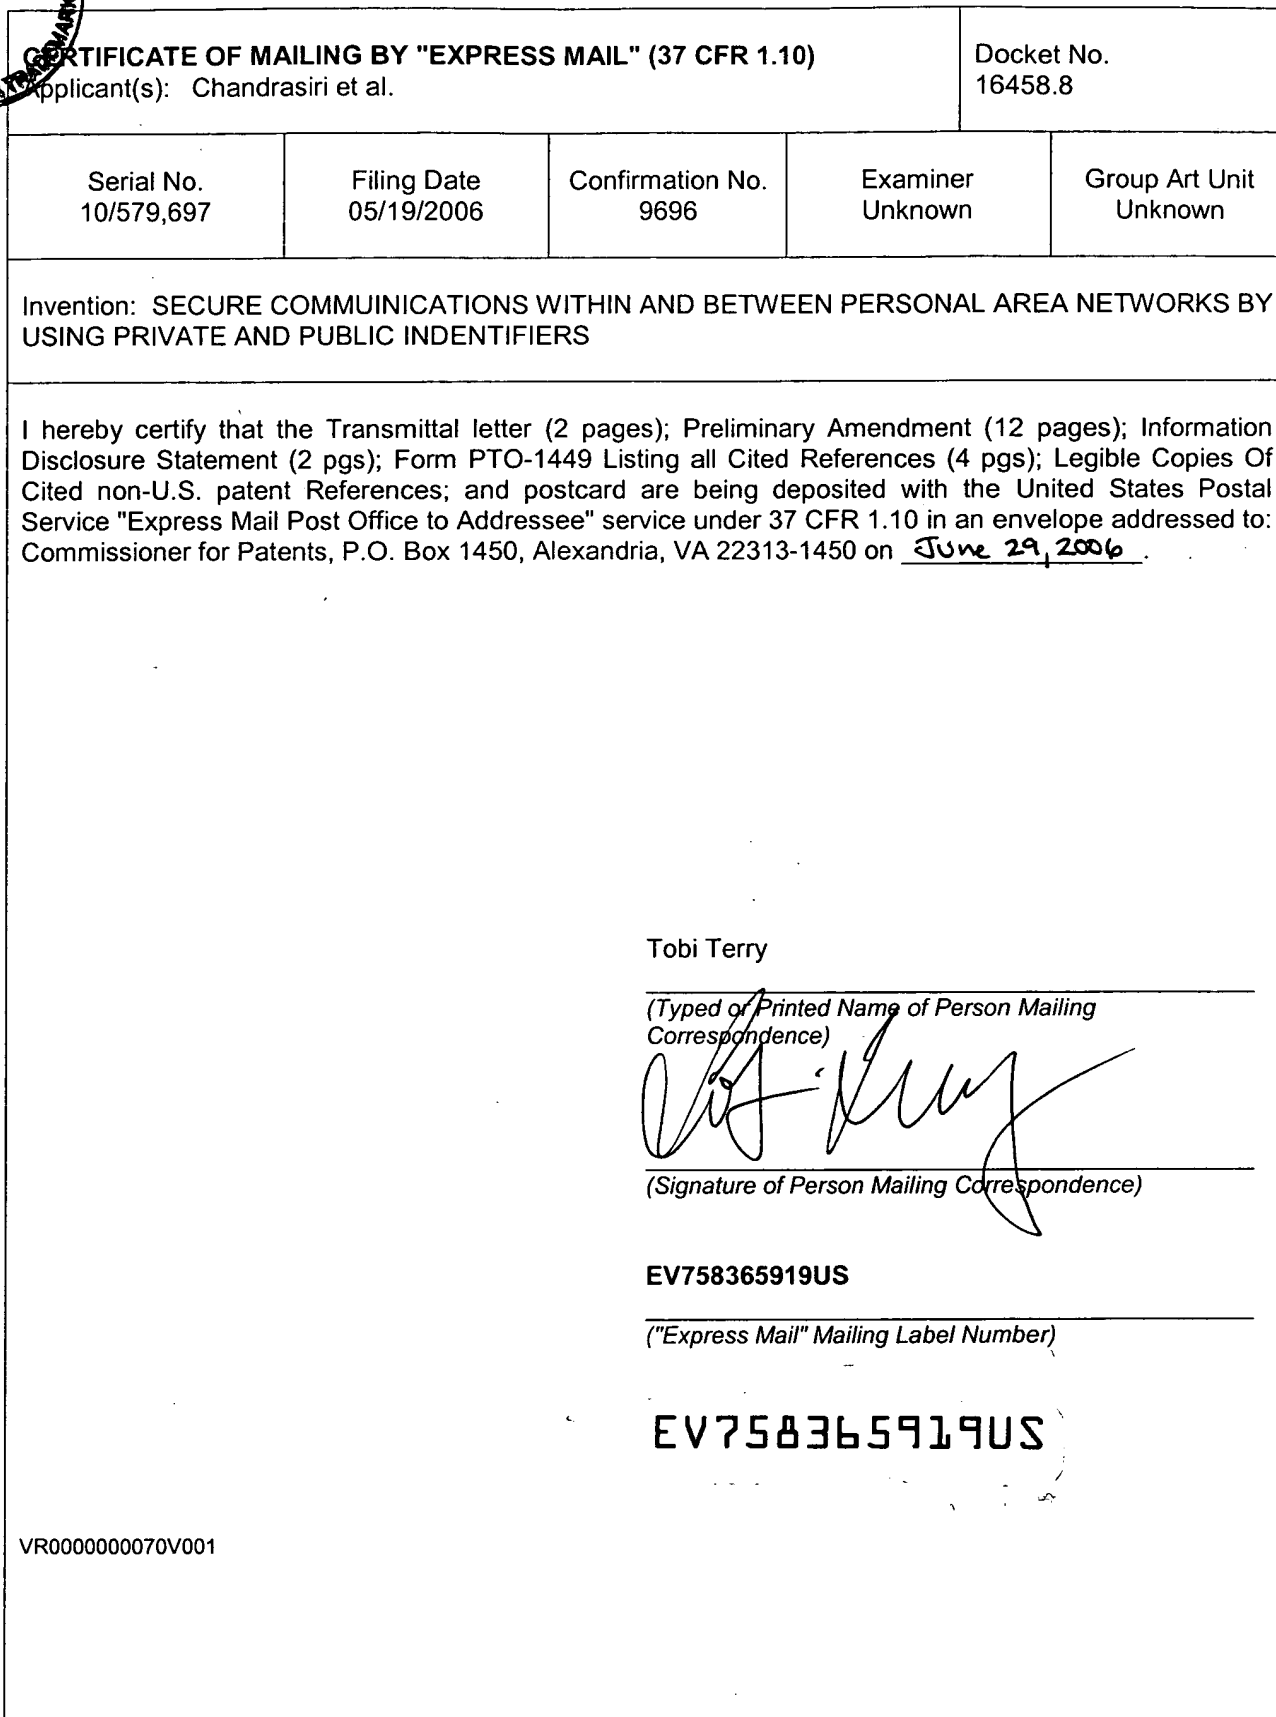 TRADEMARK
CERTIFICATE OF MAILING BY "EXPRESS MAIL" (37 CFR 1.10)
Applicant(s): Chandrasiri et al.
Docket No.
16458.8
Serial No.
10/579,697
Filing Date
05/19/2006
Confirmation No.
9696
Examiner
Unknown
Group Art Unit
Unknown
Invention: SECURE COMMUINICATIONS WITHIN AND BETWEEN PERSONAL AREA NETWORKS BY
USING PRIVATE AND PUBLIC INDENTIFIERS
I hereby certify that the Transmittal letter (2 pages); Preliminary Amendment (12 pages); Information
Disclosure Statement (2 pgs); Form PTO-1449 Listing all Cited References (4 pgs); Legible Copies Of
Cited non-U.S. patent References; and postcard are being deposited with the United States Postal
Service "Express Mail Post Office to Addressee" service under 37 CFR 1.10 in an envelope addressed to:
Commissioner for Patents, P.O. Box 1450, Alexandria, VA 22313-1450 on June 29, 2006.
Tobi Terry
(Typed or Printed Name of Person Mailing
Correspondence)
Tobi Terry
(Signature of Person Mailing Correspondence)
EV758365919US
("Express Mail" Mailing Label Number)
EV758365919US
VR0000000070V001